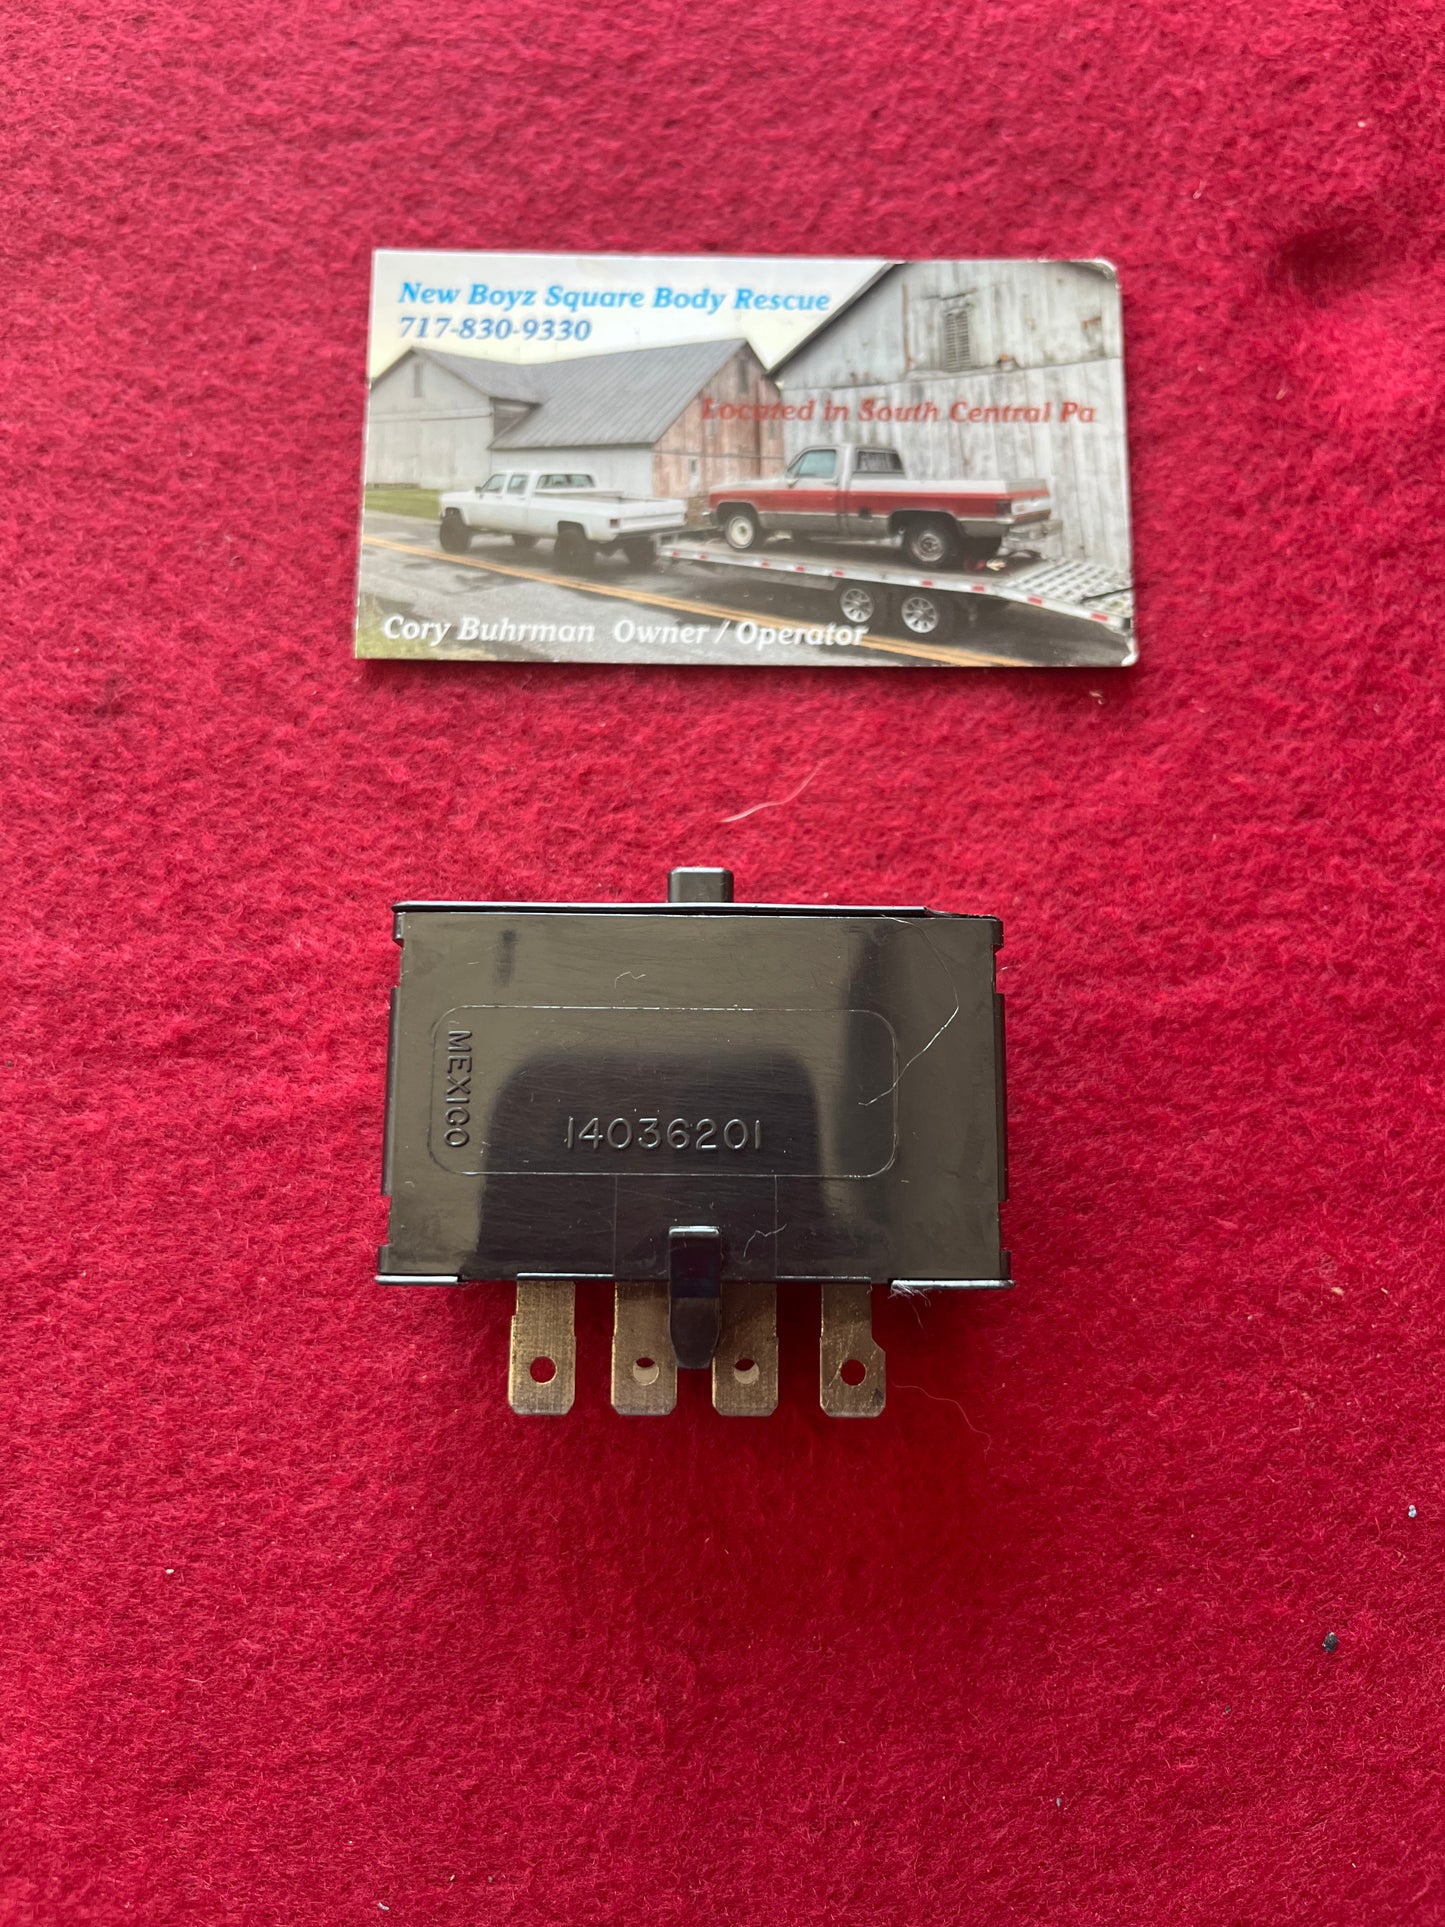 New Boyz Square Body Rescue
717-830-9330
Located in South Central Pa
Cory Buhrman Owner / Operator
MEXICO
14036201